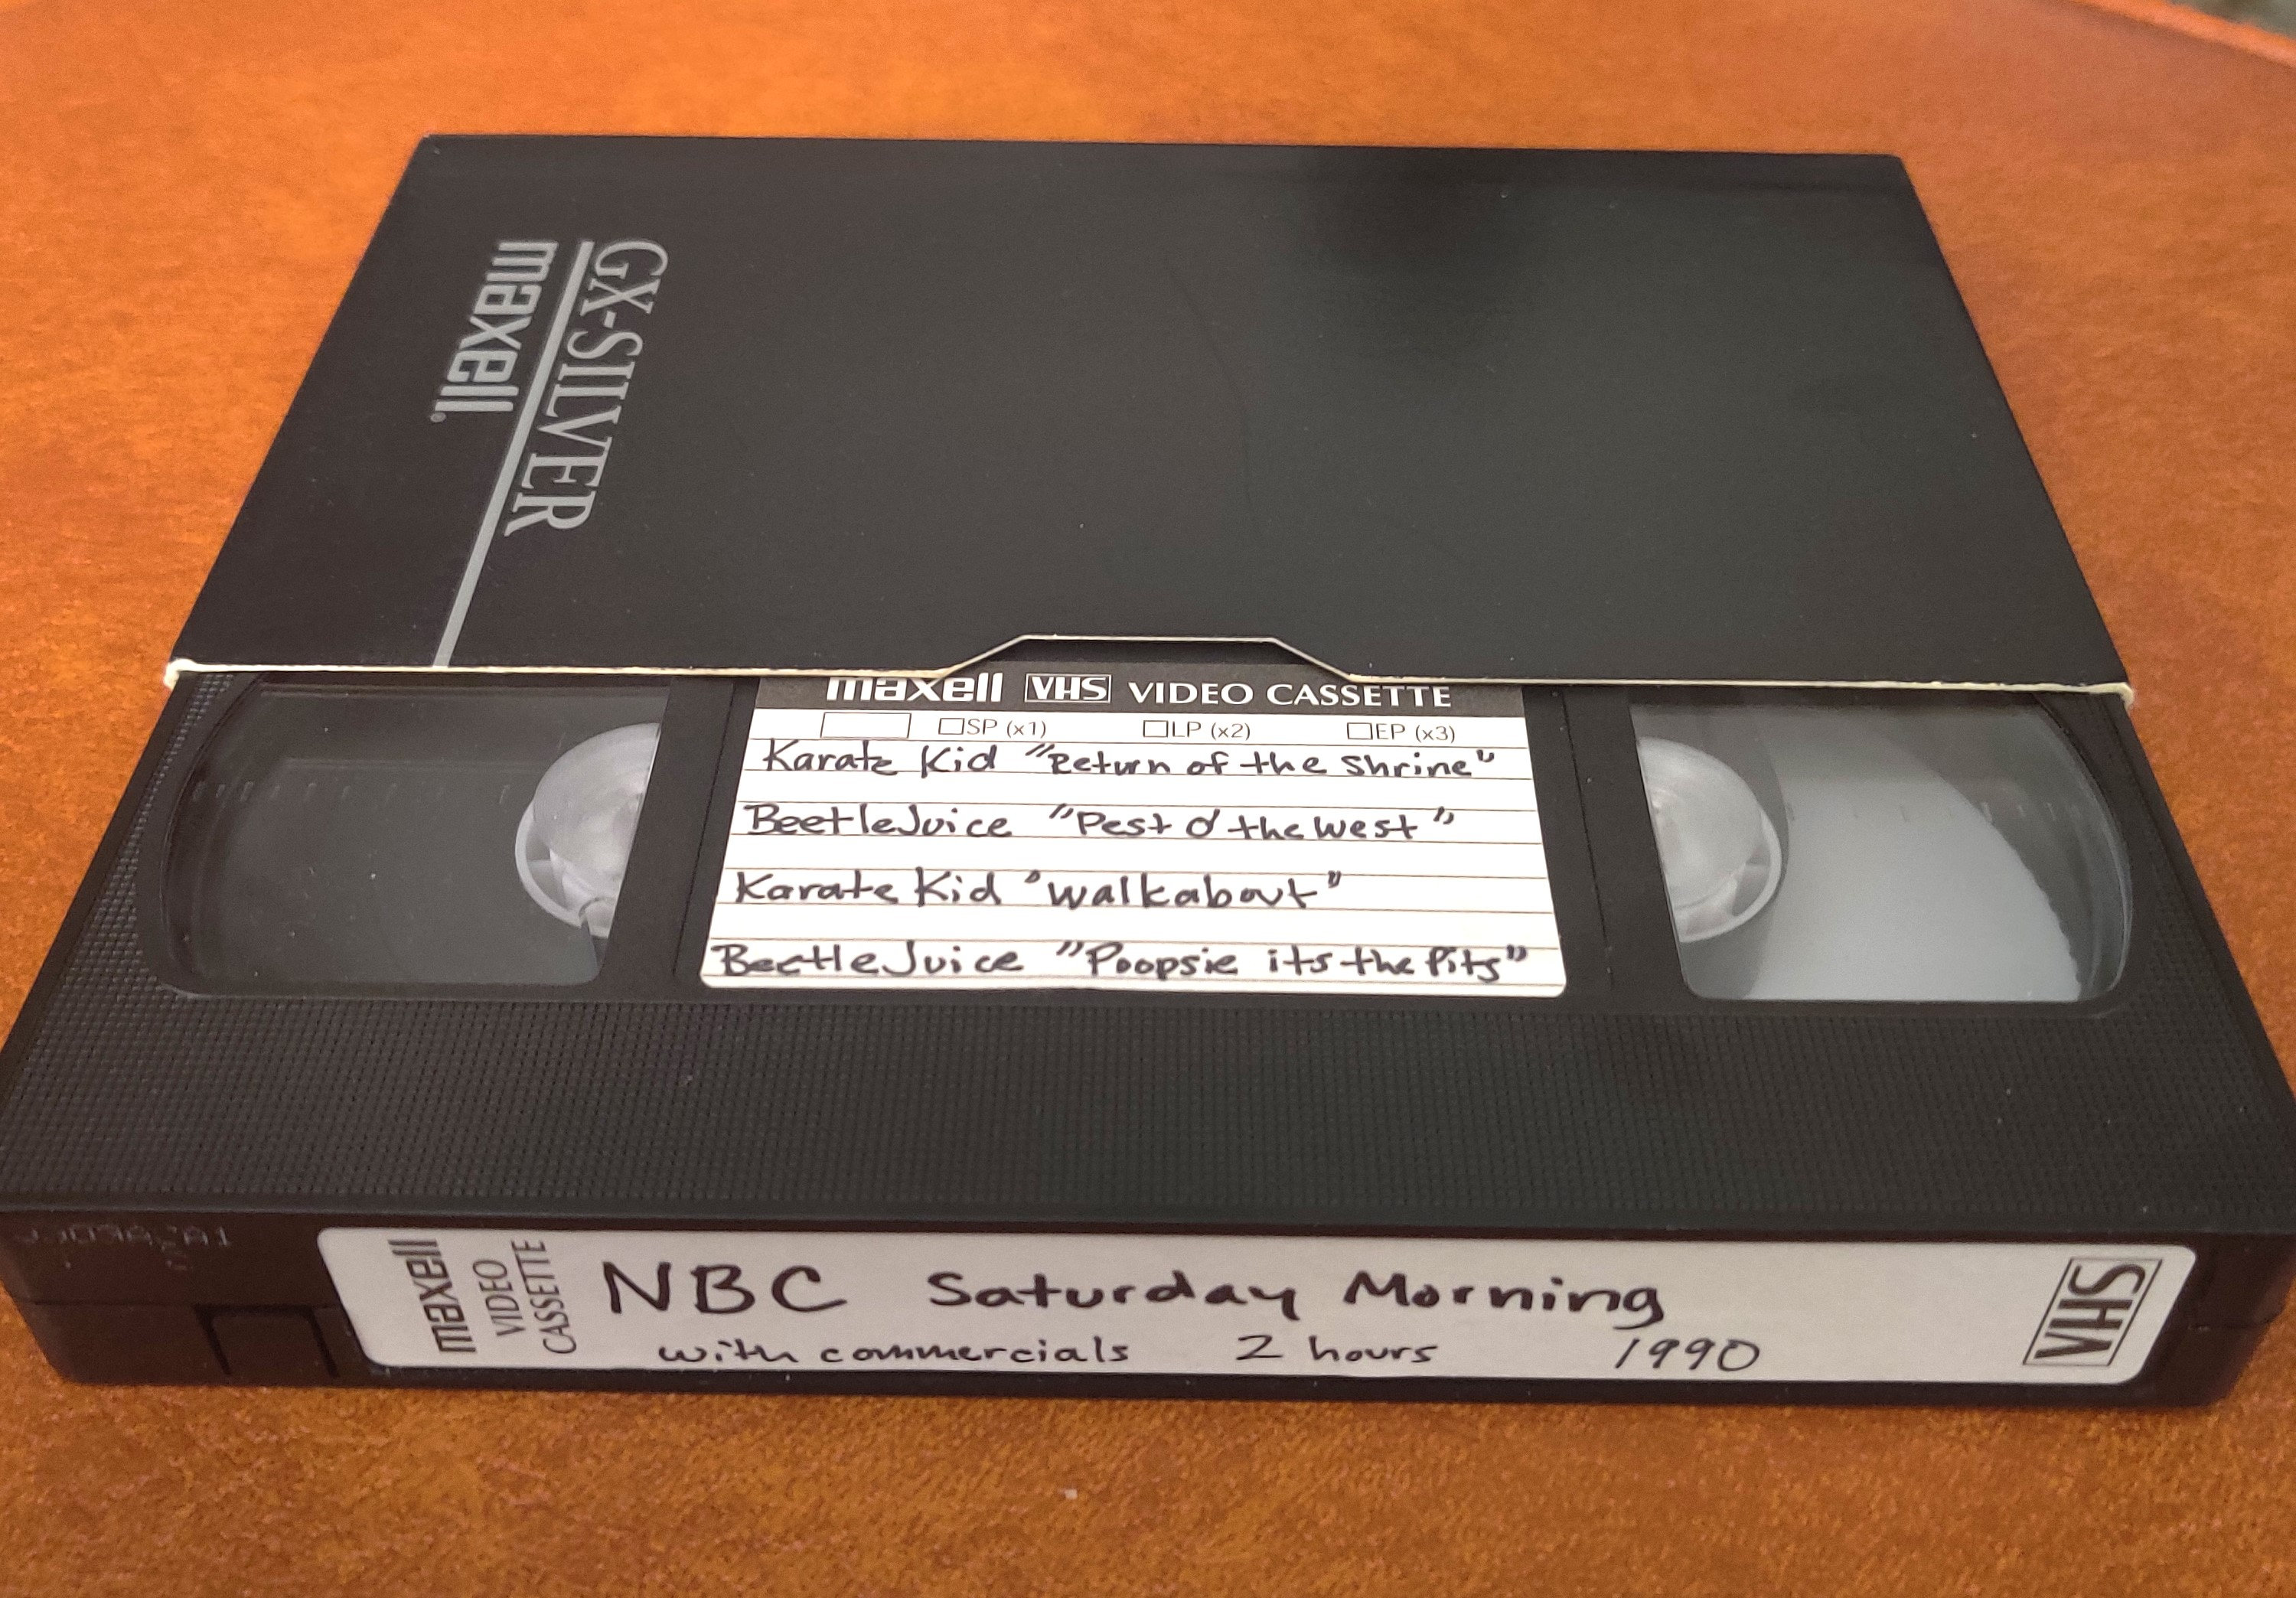 GX-SILVER
maxell
maxell VHS VIDEO CASSETTE
SP (x1) LP (x2) EP (x3)
Karate Kid "Return of the Shrine"
BeetleJuice "Pest o' the West"
Karate Kid "Walkabout"
BeetleJuice "Poopsie its the Pits"
maxell
VIDEO
CASSETTE
NBC Saturday Morning
with commercials 2 hours 1990
VHS